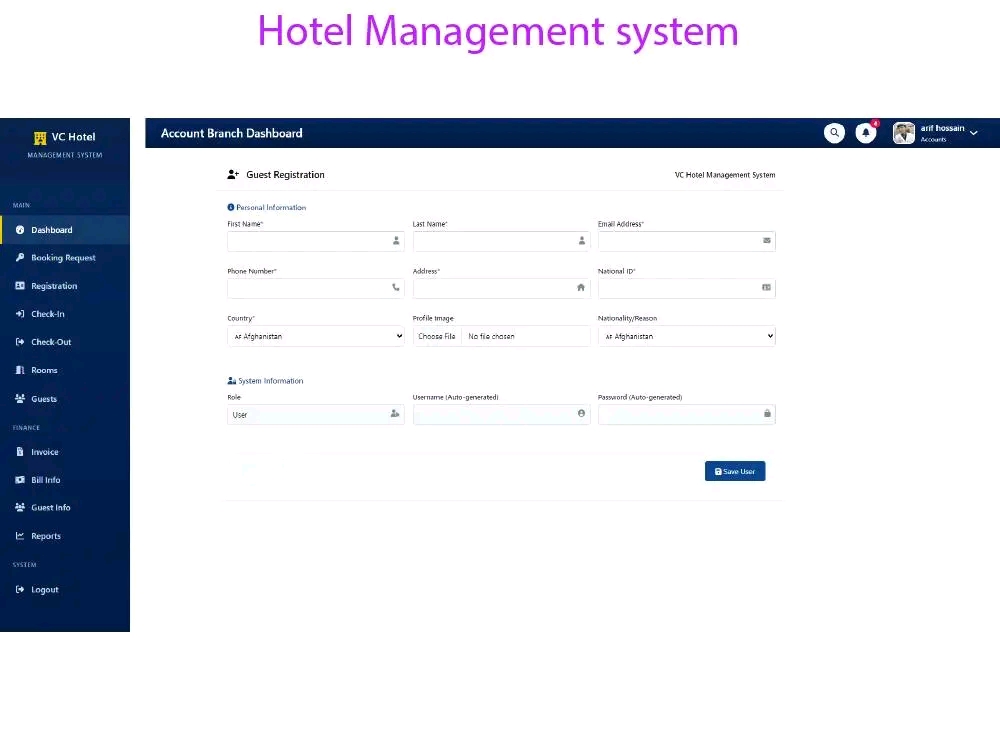 Hotel Management system
VC Hotel
MANAGEMENT SYSTEM
MAIN
Dashboard
Booking Request
Registration
Check-In
Check-Out
Rooms
Guests
FINANCE
Invoice
Bill Info
Guest Info
Reports
SYSTEM
Logout
Account Branch Dashboard
4
arif hossain
Accounts
Guest Registration
VC Hotel Management System
Personal Information
First Name*
Last Name*
Email Address*
Phone Number*
Address*
National ID*
Country*
Profile Image
Nationality/Reason
AF Afghanistan
Choose File No file chosen
AF Afghanistan
System Information
Role
Username (Auto-generated)
Password (Auto-generated)
User
Save User